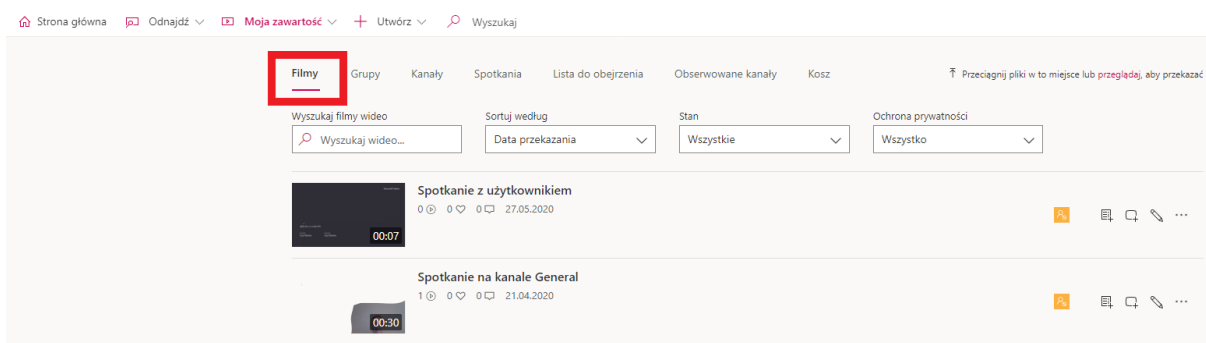 Strona główna Odnajdź Moja zawartość Utwórz Wyszukaj
Filmy Grupy Kanały Spotkania Lista do obejrzenia Obserwowane kanały Kosz Przeciągnij pliki w to miejsce lub przeglądaj, aby przekazać
Wyszukaj filmy wideo Sortuj według Stan Ochrona prywatności
Wyszukaj wideo... Data przekazania Wszystkie Wszystko
Spotkanie z użytkownikiem
0 0 0 27.05.2020
00:07
Spotkanie na kanale General
1 0 0 21.04.2020
00:30